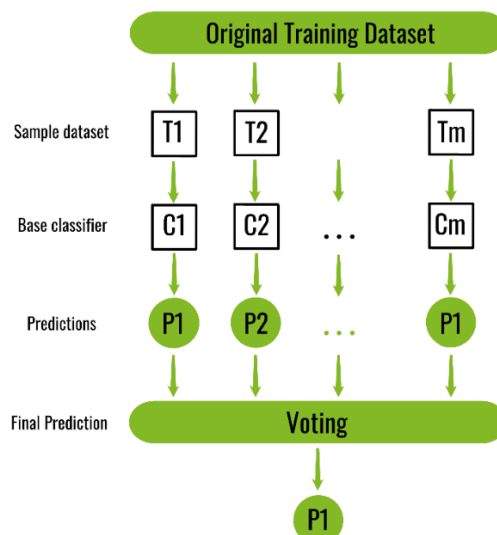 Original Training Dataset
Sample dataset T1 T2 Tm
Base classifier C1 C2 ... Cm
Predictions P1 P2 ... P1
Final Prediction Voting
P1